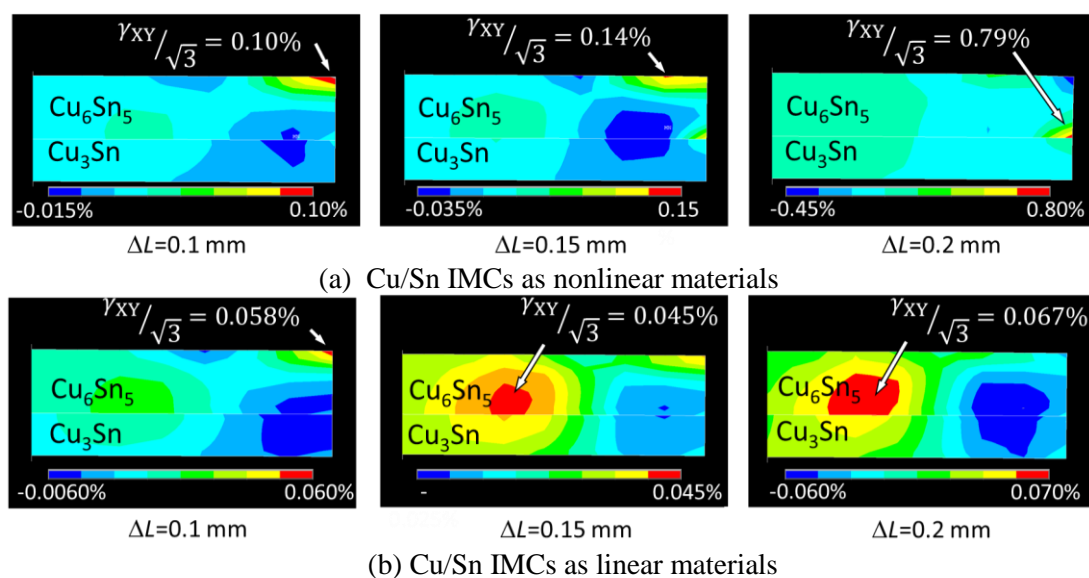 γXY/√3 = 0.10%
γXY/√3 = 0.14%
γXY/√3 = 0.79%
Cu6Sn5
Cu6Sn5
Cu6Sn5
Cu3Sn
Cu3Sn
Cu3Sn
-0.015% 0.10%
-0.035% 0.15
-0.45% 0.80%
ΔL=0.1 mm
ΔL=0.15 mm
ΔL=0.2 mm
(a) Cu/Sn IMCs as nonlinear materials
γXY/√3 = 0.058%
γXY/√3 = 0.045%
γXY/√3 = 0.067%
Cu6Sn5
Cu6Sn5
Cu6Sn5
Cu3Sn
Cu3Sn
Cu3Sn
-0.0060% 0.060%
- 0.045%
-0.060% 0.070%
ΔL=0.1 mm
ΔL=0.15 mm
ΔL=0.2 mm
(b) Cu/Sn IMCs as linear materials